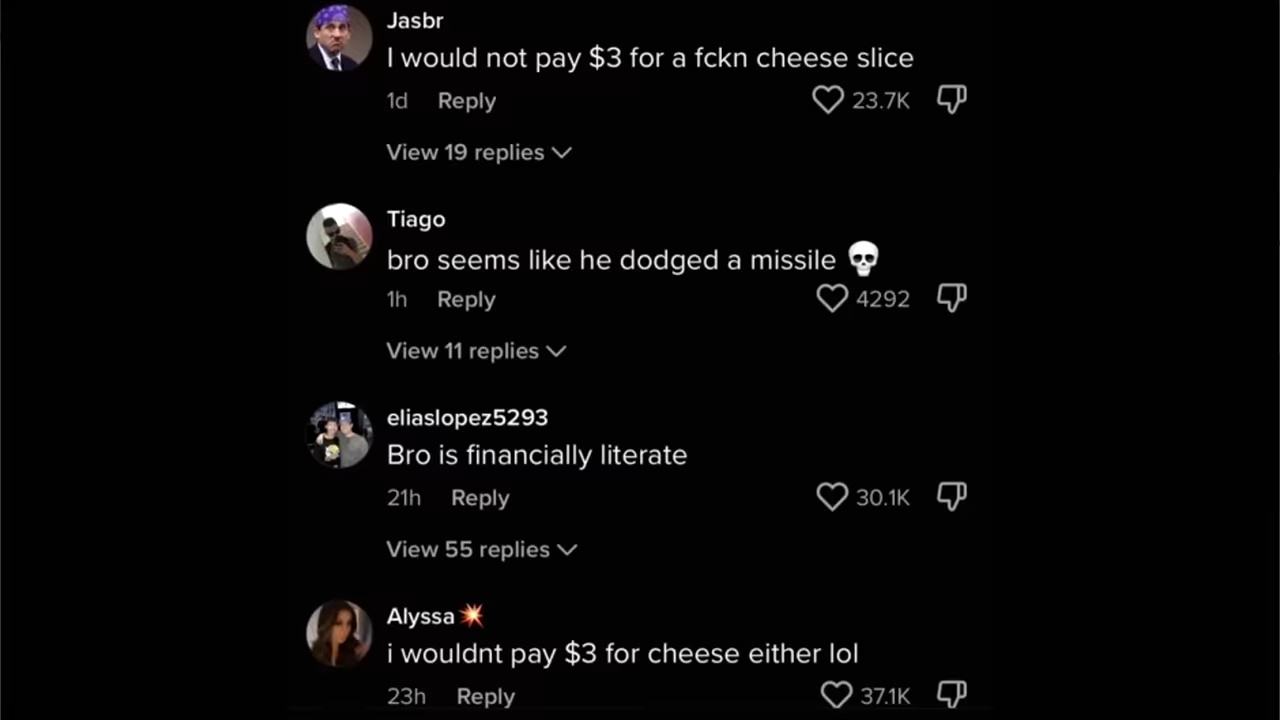 Jasbr
I would not pay $3 for a fckn cheese slice
1d Reply 23.7K
View 19 replies
Tiago
bro seems like he dodged a missile 💀
1h Reply 4292
View 11 replies
eliaslopez5293
Bro is financially literate
21h Reply 30.1K
View 55 replies
Alyssa💥
i wouldnt pay $3 for cheese either lol
23h Reply 37.1K